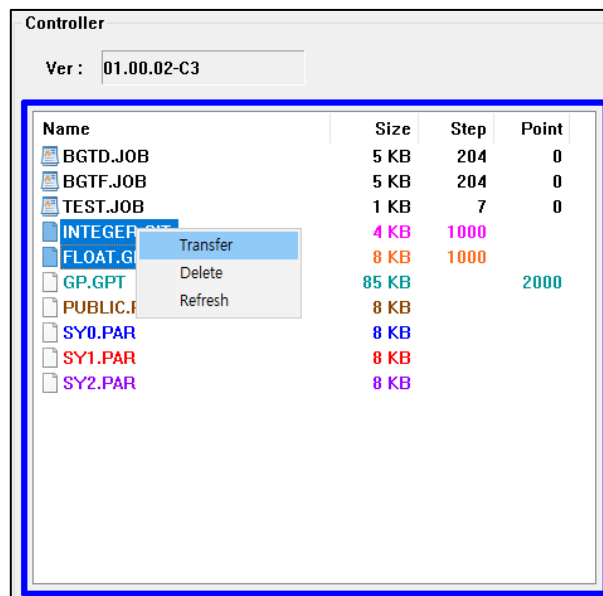 Controller
Ver : 01.00.02-C3
Name Size Step Point
BGTD.JOB 5 KB 204 0
BGTF.JOB 5 KB 204 0
TEST.JOB 1 KB 7 0
4 KB 1000
8 KB 1000
GP.GPT 85 KB 2000
8 KB
SY0.PAR 8 KB
SY1.PAR 8 KB
SY2.PAR 8 KB
Transfer
Delete
Refresh